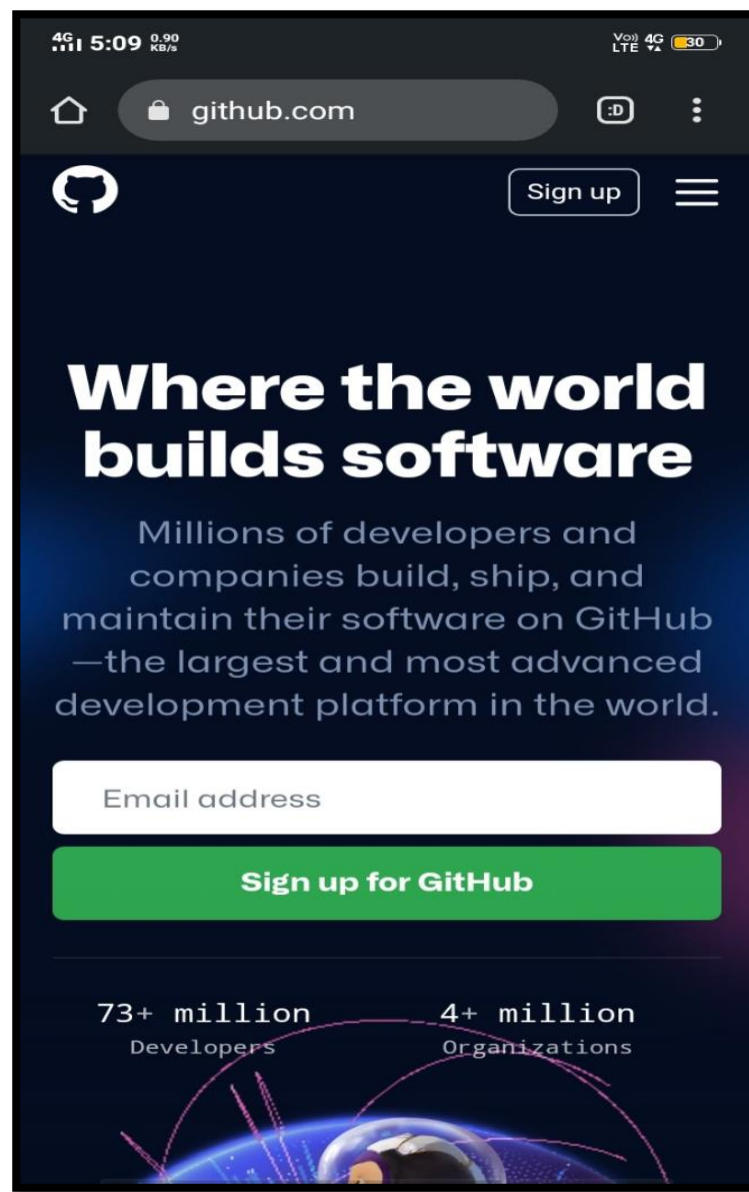 4G 5:09 0.90 KB/s Vo)) LTE 4G 30
github.com :D
Sign up
Where the world
builds software
Millions of developers and
companies build, ship, and
maintain their software on GitHub
—the largest and most advanced
development platform in the world.
Email address
Sign up for GitHub
73+ million 4+ million
Developers Organizations